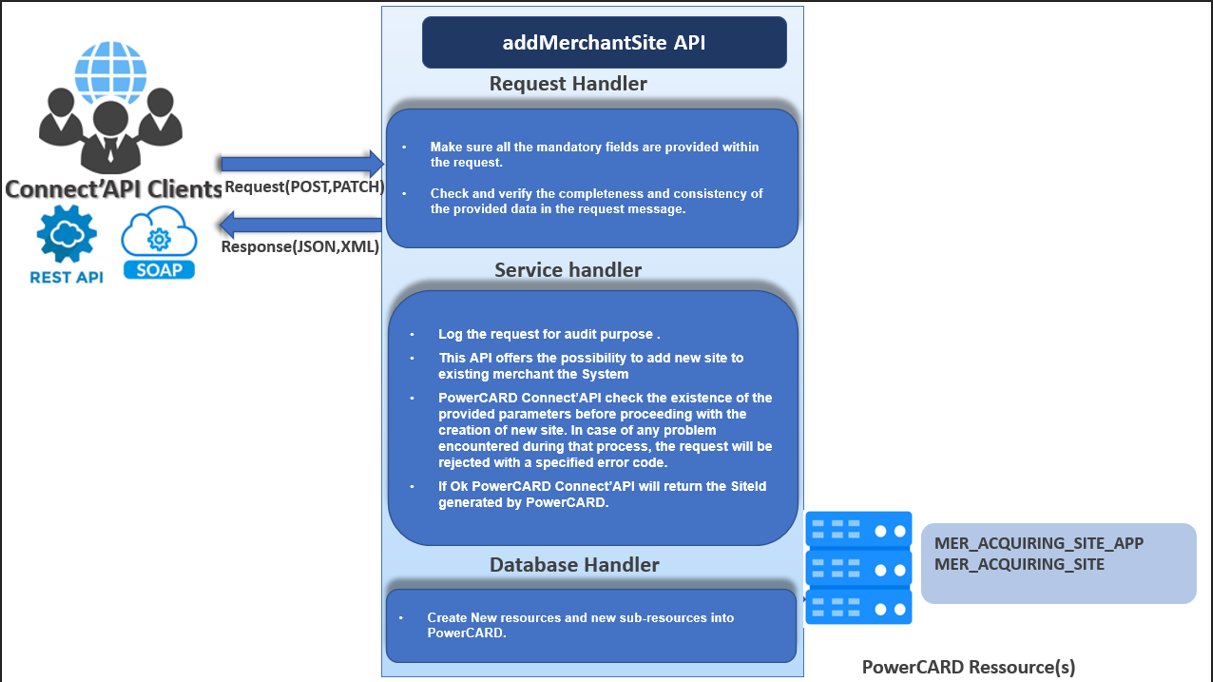 addMerchantSite API
Request Handler
• Make sure all the mandatory fields are provided within
the request.
• Check and verify the completeness and consistency of
the provided data in the request message.
Connect'API Clients
Request(POST,PATCH)
Response(JSON,XML)
REST API
SOAP
Service handler
• Log the request for audit purpose .
• This API offers the possibility to add new site to
existing merchant the System
• PowerCARD Connect'API check the existence of the
provided parameters before proceeding with the
creation of new site. In case of any problem
encountered during that process, the request will be
rejected with a specified error code.
• If Ok PowerCARD Connect'API will return the SiteId
generated by PowerCARD.
Database Handler
• Create New resources and new sub-resources into
PowerCARD.
MER_ACQUIRING_SITE_APP
MER_ACQUIRING_SITE
PowerCARD Ressource(s)